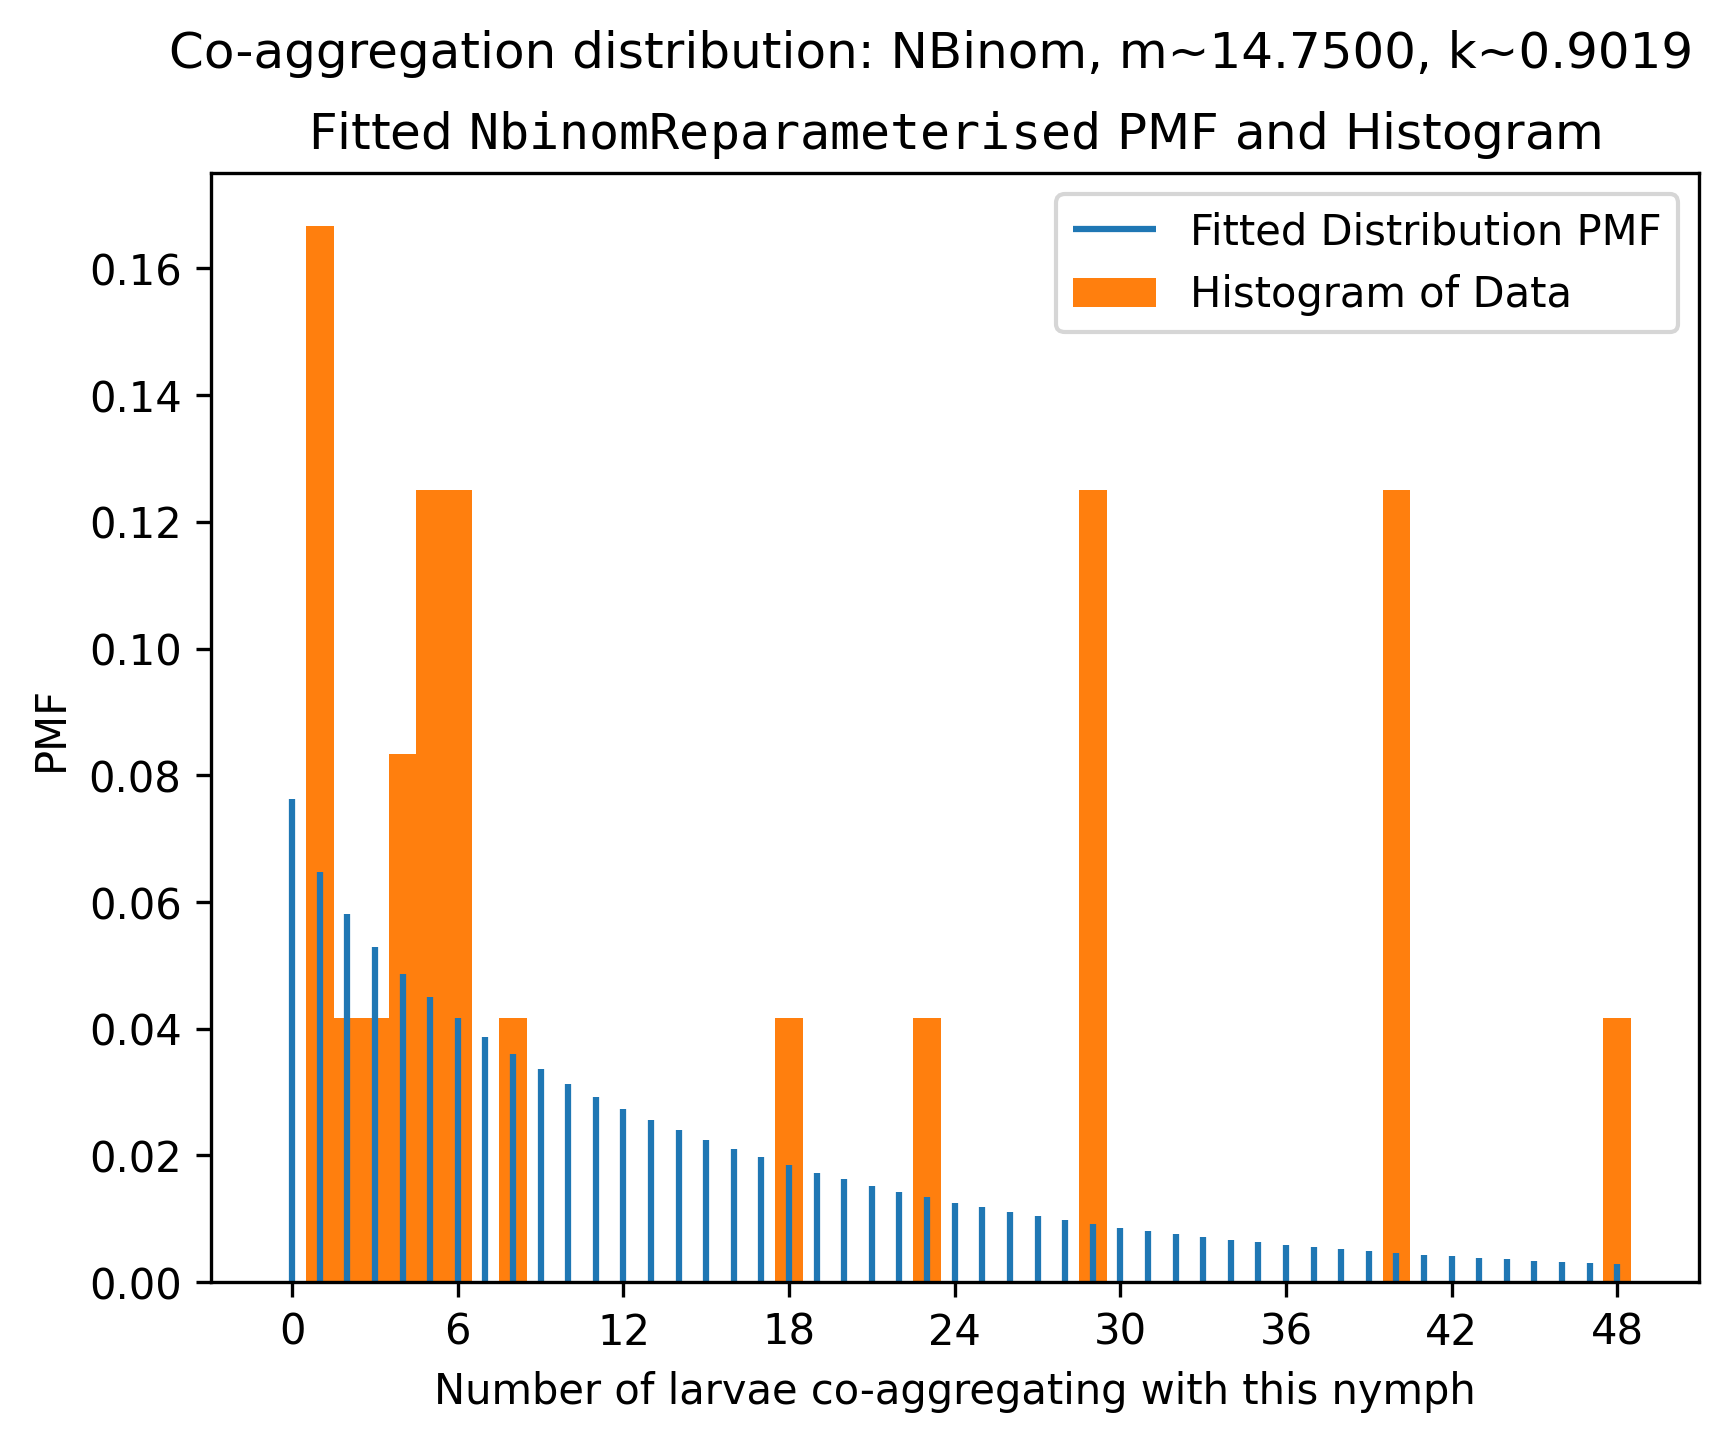 Co-aggregation distribution: NBinom, m~14.7500, k~0.9019
Fitted NbinomReparameterised PMF and Histogram
Fitted Distribution PMF
Histogram of Data
0.16
0.14
0.12
0.10
0.08
0.06
0.04
0.02
0.00
PMF
0 6 12 18 24 30 36 42 48
Number of larvae co-aggregating with this nymph